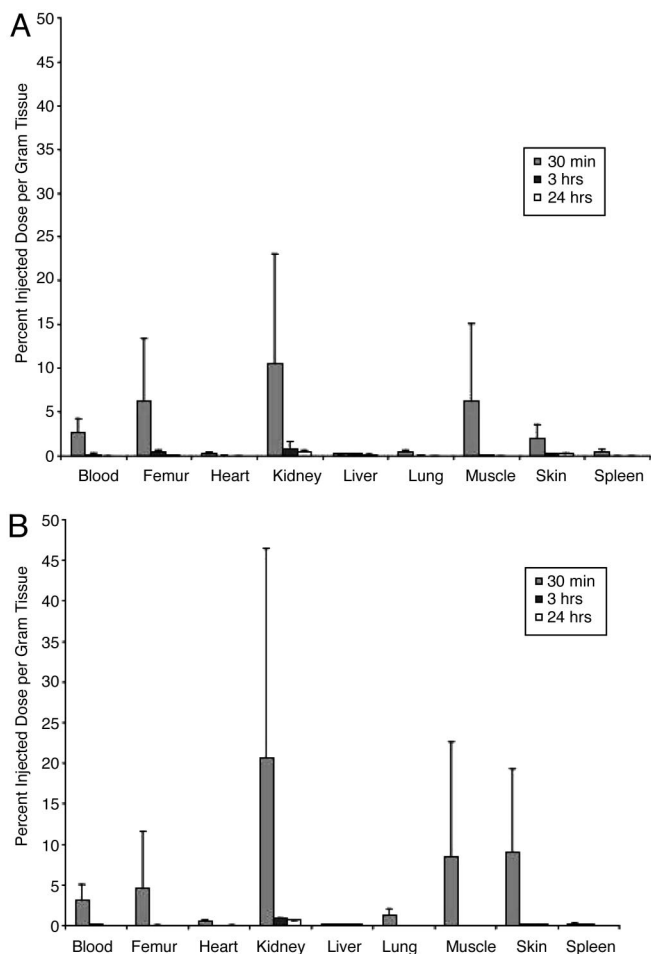 A
Percent Injected Dose per Gram Tissue
50
45
40
35
30
25
20
15
10
5
0
30 min
3 hrs
24 hrs
Blood Femur Heart Kidney Liver Lung Muscle Skin Spleen
B
Percent Injected Dose per Gram Tissue
50
45
40
35
30
25
20
15
10
5
0
30 min
3 hrs
24 hrs
Blood Femur Heart Kidney Liver Lung Muscle Skin Spleen